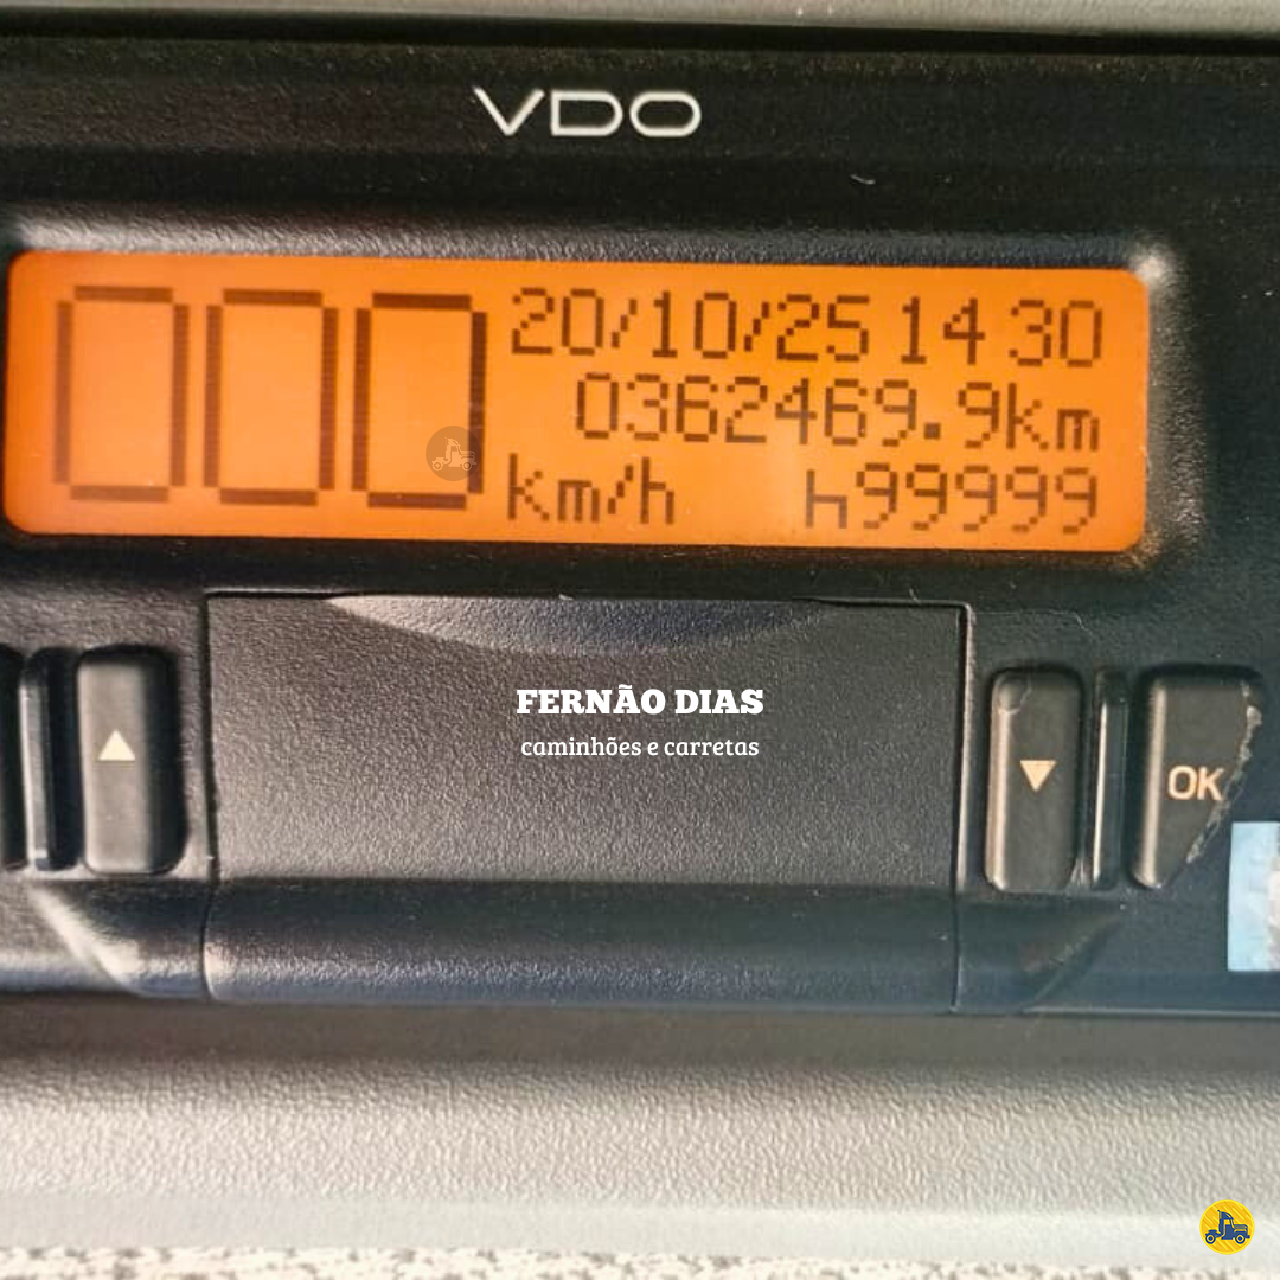 VDO
000
20/10/25 14 30
0362469.9km
km/h h99999
FERNÃO DIAS
caminhões e carretas
▲
▼
OK